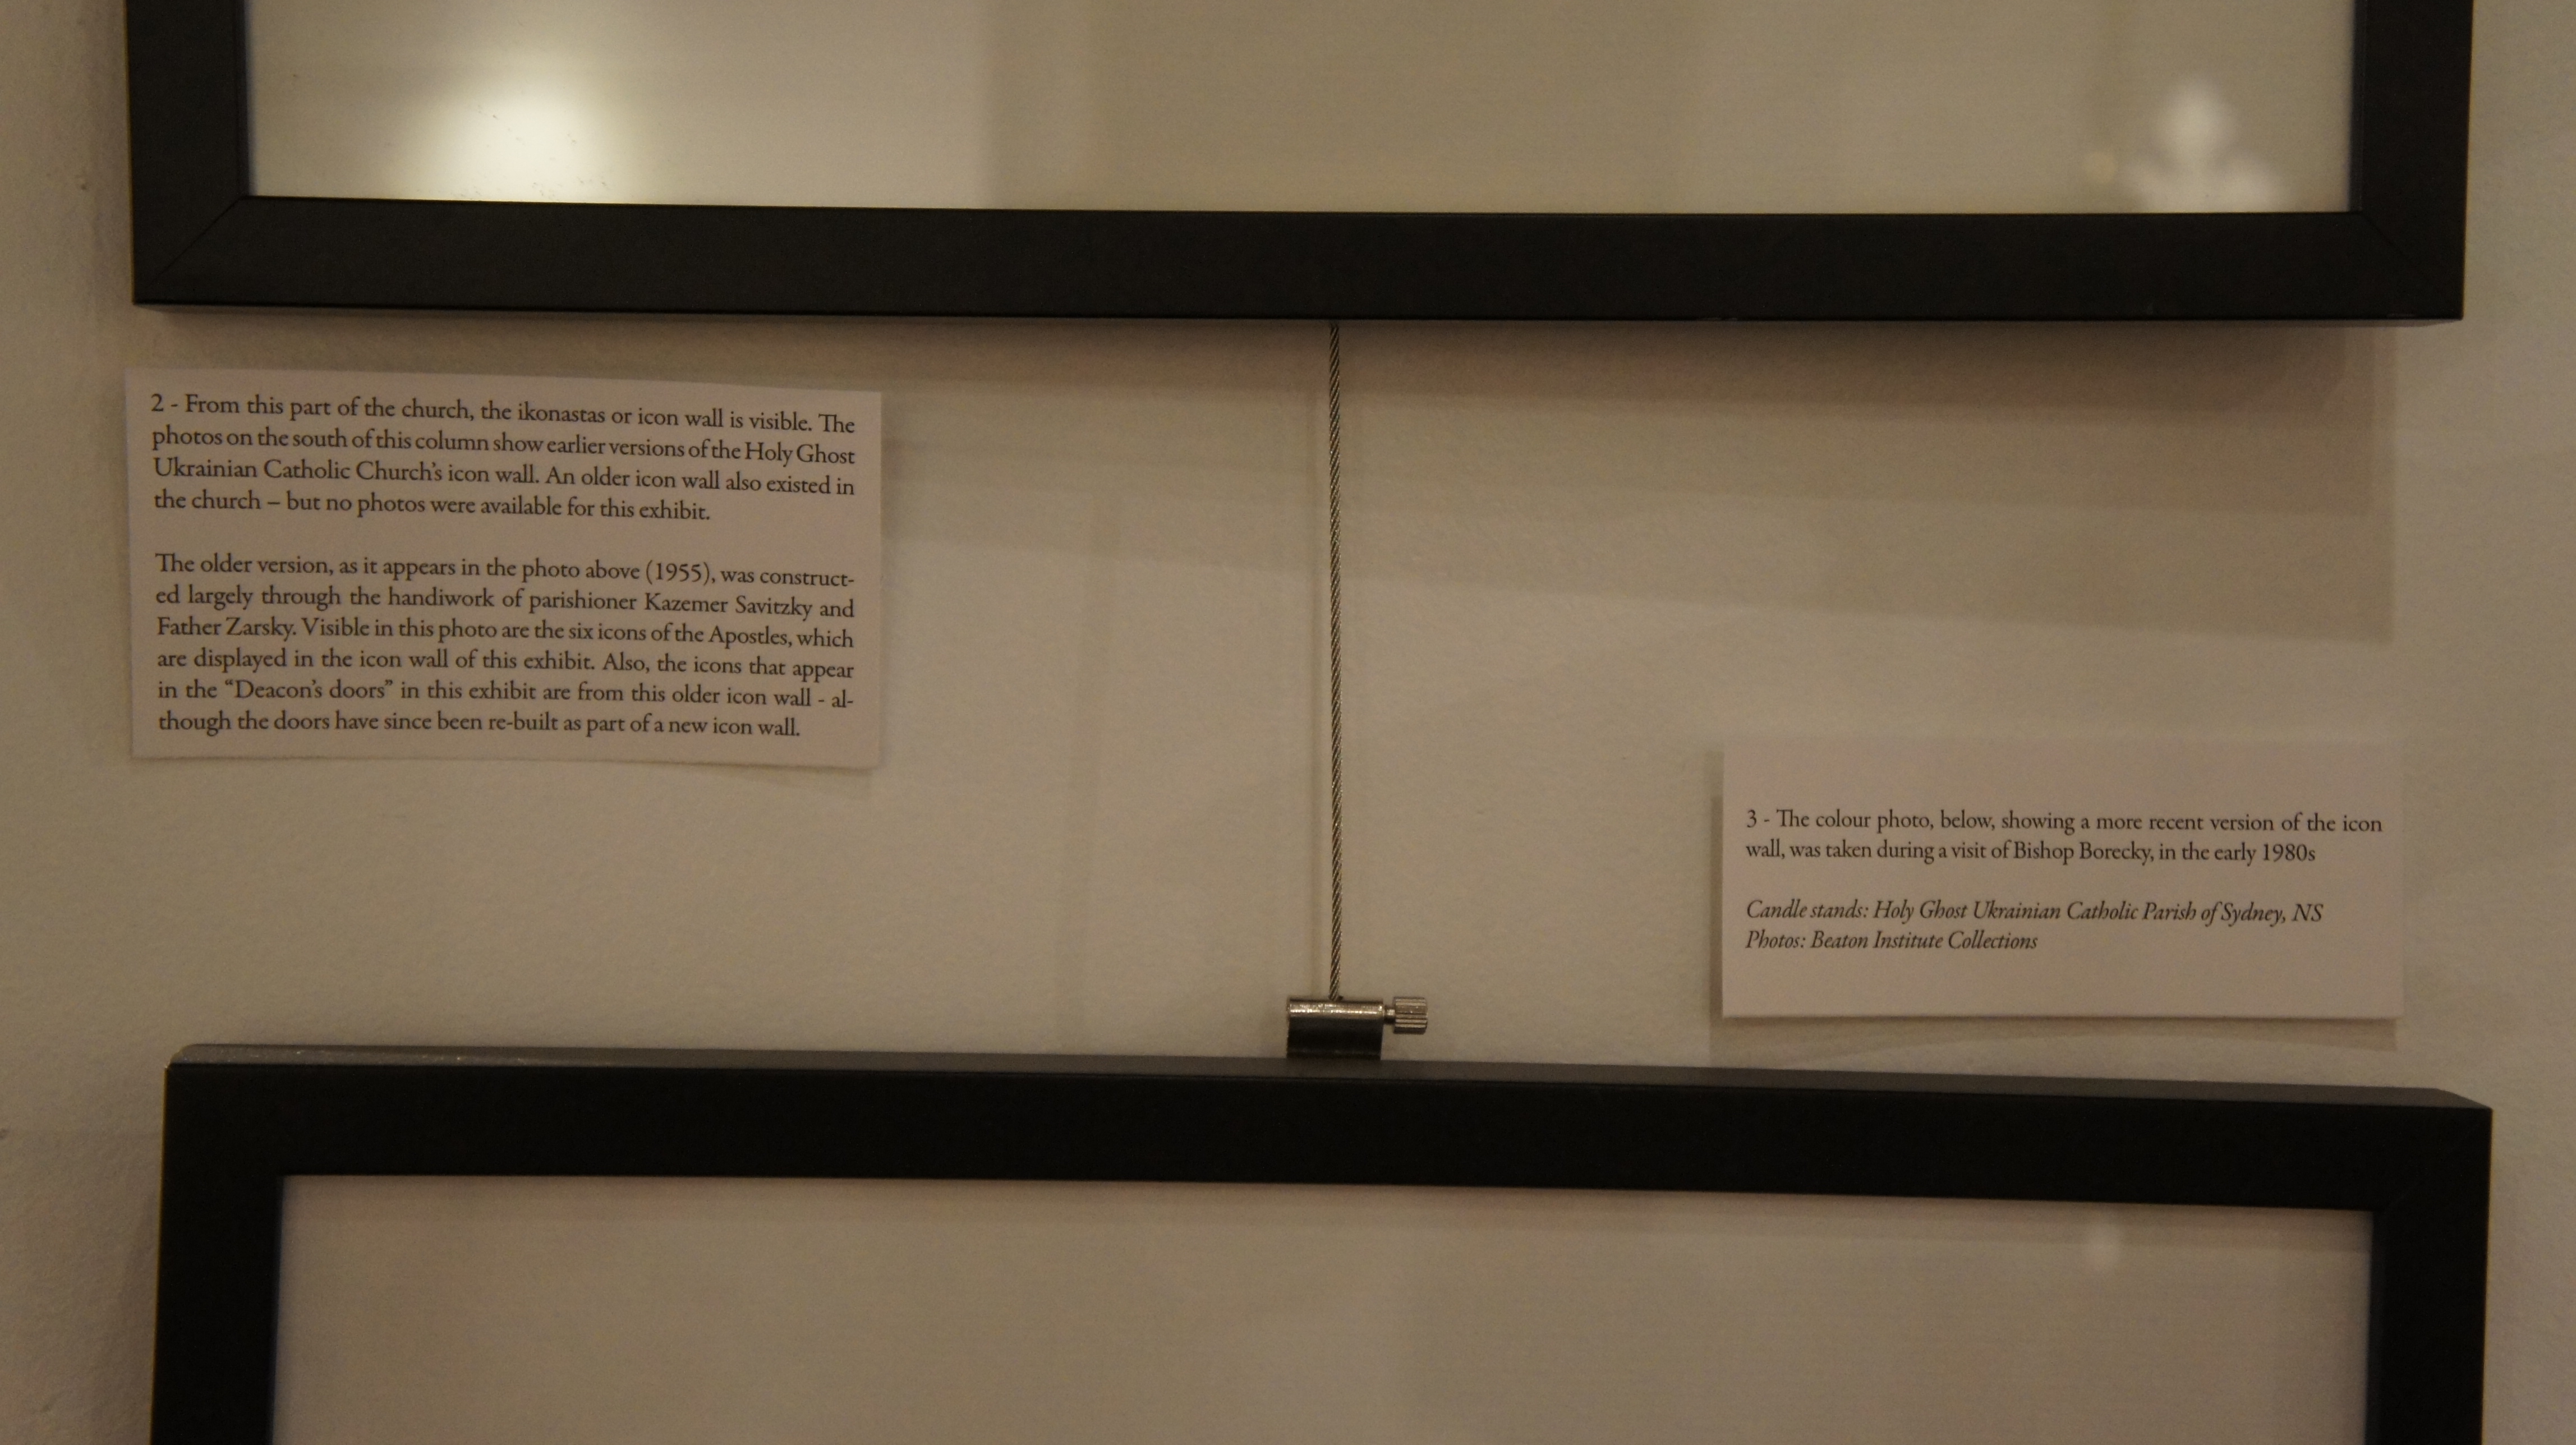 2 - From this part of the church, the ikonastas or icon wall is visible. The
photos on the south of this column show earlier versions of the Holy Ghost
Ukrainian Catholic Church's icon wall. An older icon wall also existed in
the church – but no photos were available for this exhibit.
The older version, as it appears in the photo above (1955), was construct-
ed largely through the handiwork of parishioner Kazemer Savitzky and
Father Zarsky. Visible in this photo are the six icons of the Apostles, which
are displayed in the icon wall of this exhibit. Also, the icons that appear
in the “Deacon's doors” in this exhibit are from this older icon wall - al-
though the doors have since been re-built as part of a new icon wall.
3 - The colour photo, below, showing a more recent version of the icon
wall, was taken during a visit of Bishop Borecky, in the early 1980s
Candle stands: Holy Ghost Ukrainian Catholic Parish of Sydney, NS
Photos: Beaton Institute Collections